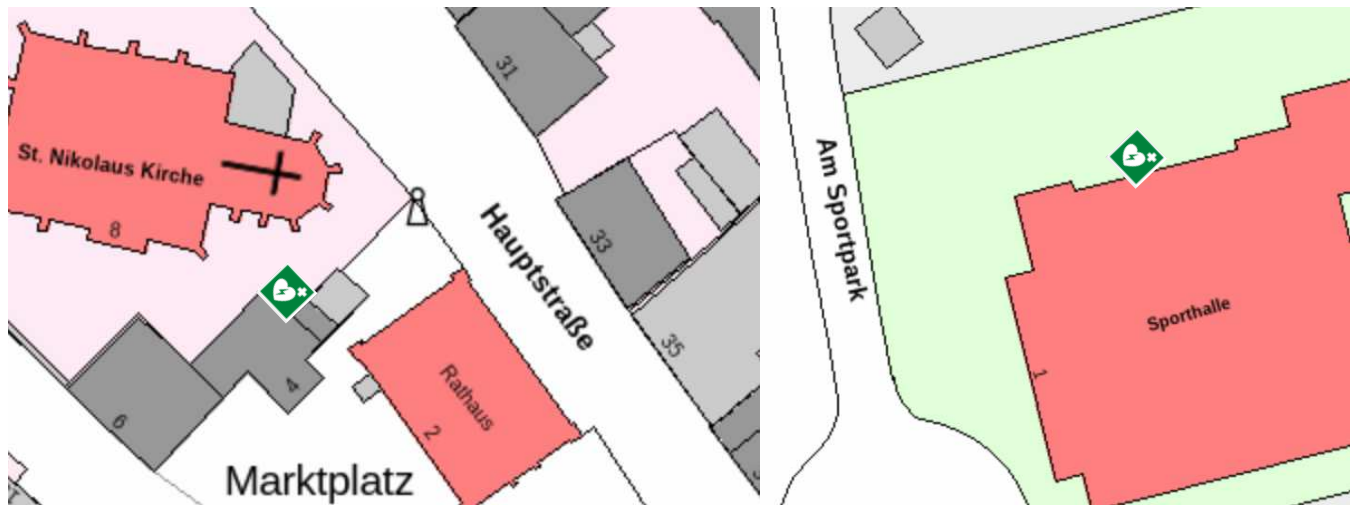 31
St. Nikolaus Kirche
8
Hauptstraße
33
35
4
6
Rathaus
2
Marktplatz
Am Sportpark
Sporthalle
1